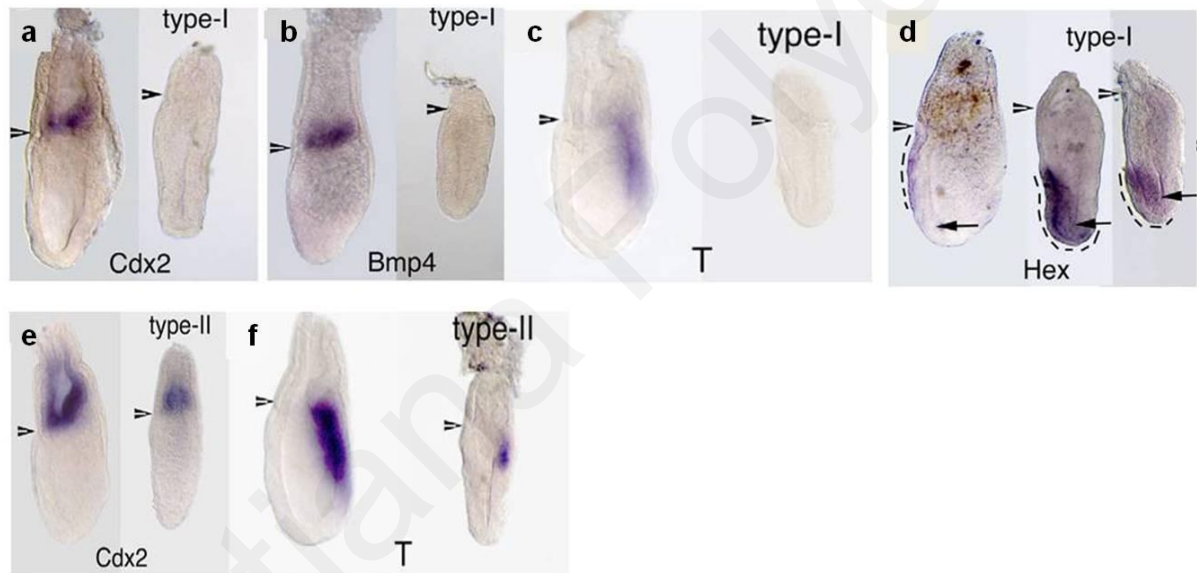 a
type-I
b
type-I
c
type-I
d
type-I
Cdx2
Bmp4
T
Hex
e
type-II
f
type-II
Cdx2
T